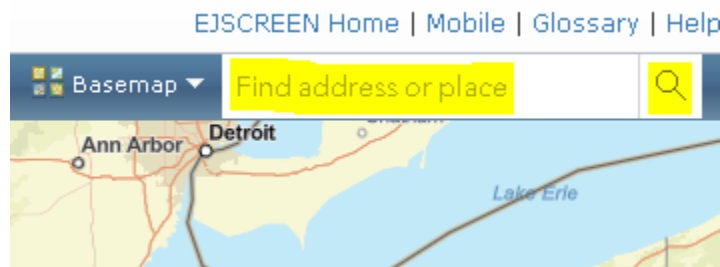 EJSCREEN Home | Mobile | Glossary | Help
Basemap
Find address or place
Ann Arbor
Detroit
Lake Erie